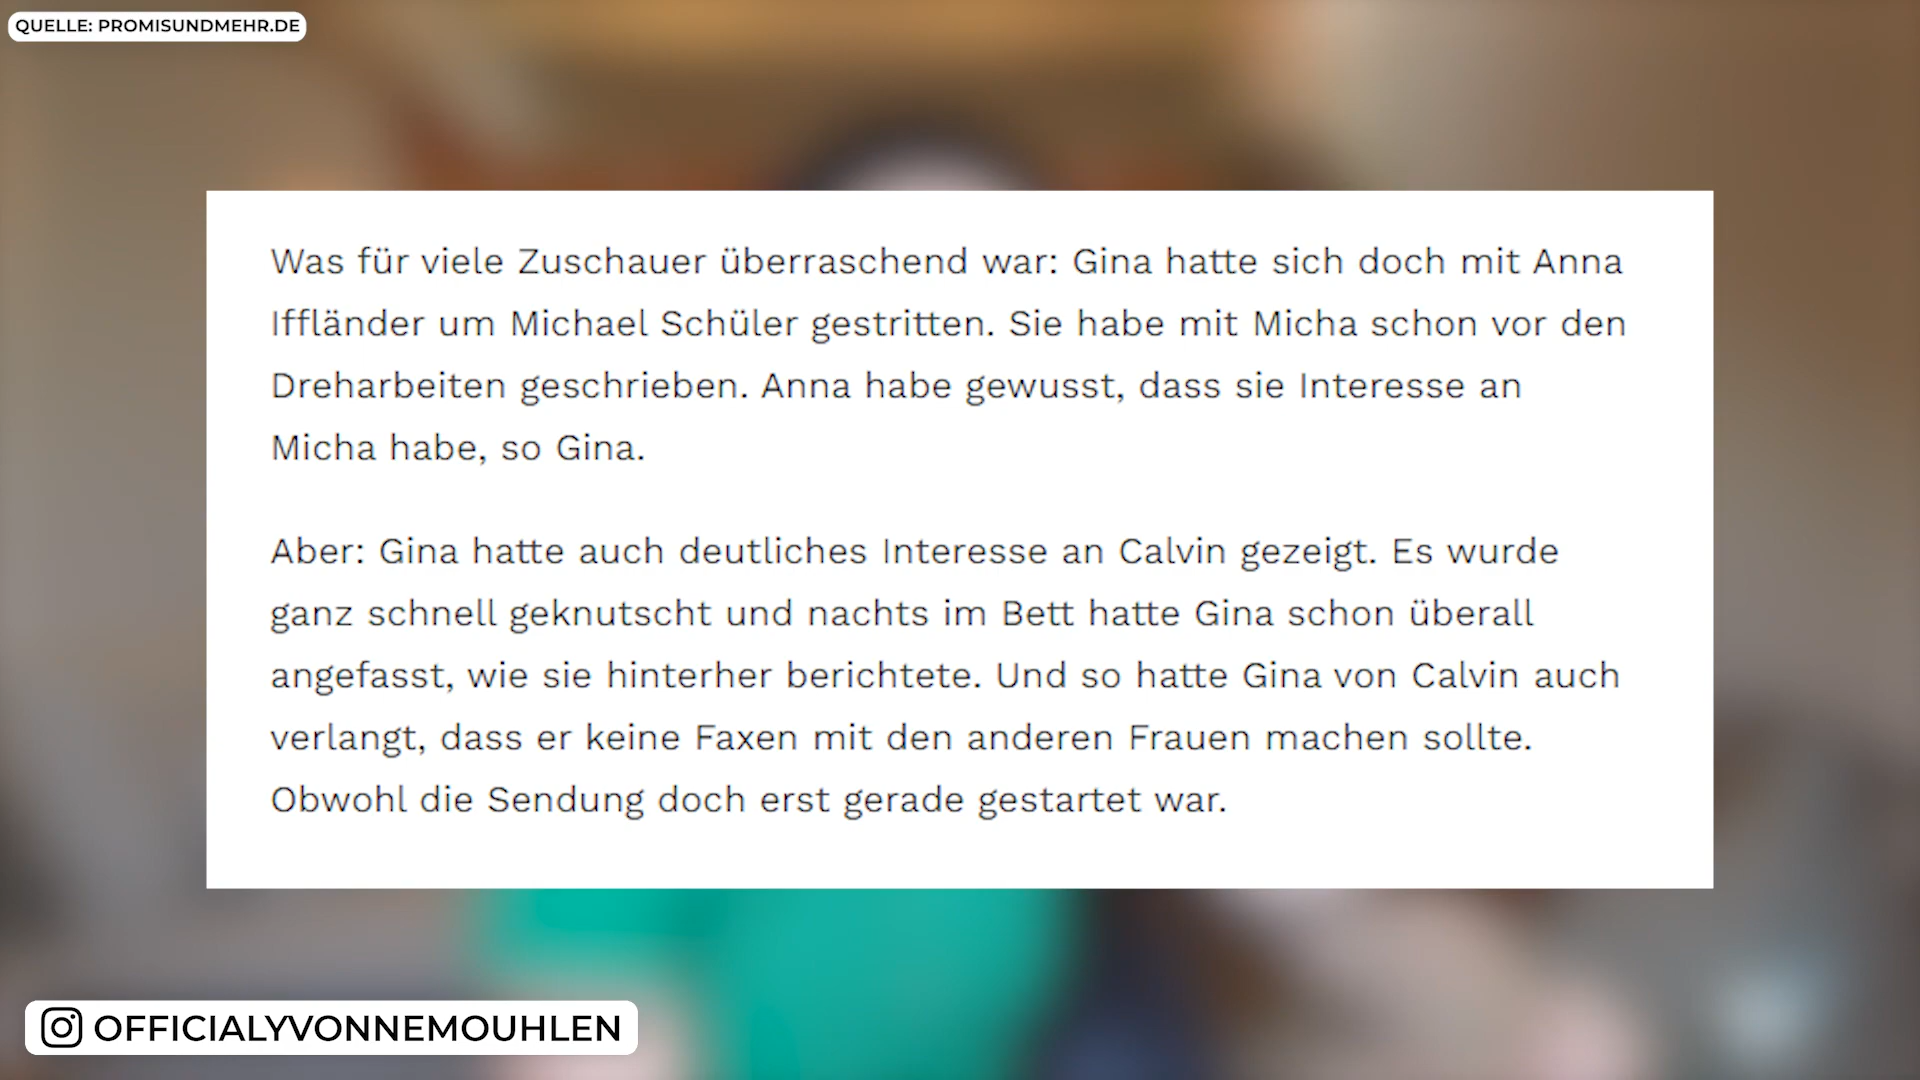 QUELLE: PROMISUNDMEHR.DE
Was für viele Zuschauer überraschend war: Gina hatte sich doch mit Anna
Iffländer um Michael Schüler gestritten. Sie habe mit Micha schon vor den
Dreharbeiten geschrieben. Anna habe gewusst, dass sie Interesse an
Micha habe, so Gina.
Aber: Gina hatte auch deutliches Interesse an Calvin gezeigt. Es wurde
ganz schnell geknutscht und nachts im Bett hatte Gina schon überall
angefasst, wie sie hinterher berichtete. Und so hatte Gina von Calvin auch
verlangt, dass er keine Faxen mit den anderen Frauen machen sollte.
Obwohl die Sendung doch erst gerade gestartet war.
OFFICIALYVONNEMOUHLEN